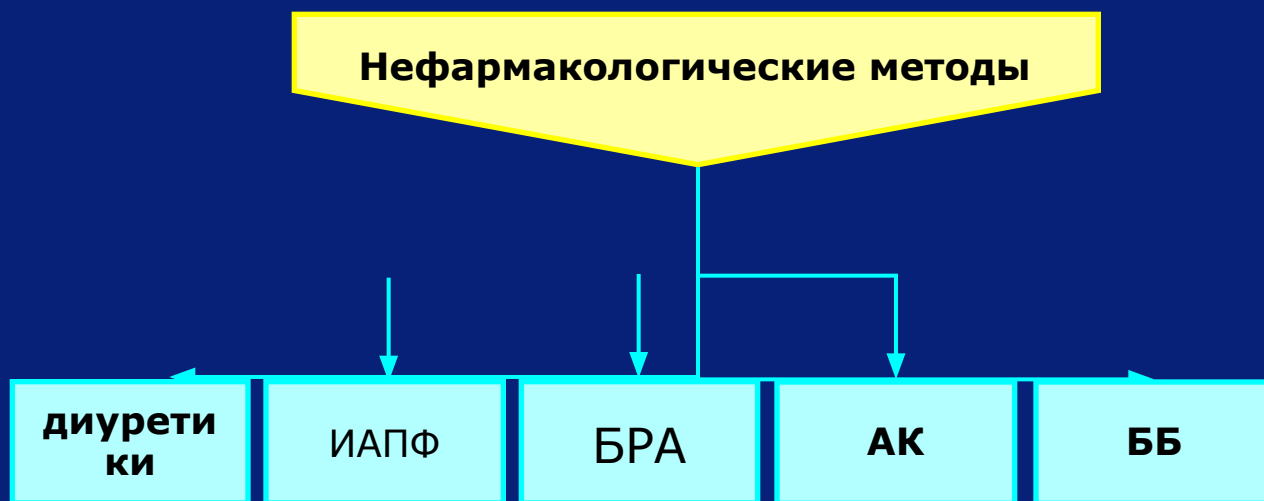 Нефармакологические методы
диурети
ки
ИАПФ
БРА
АК
ББ